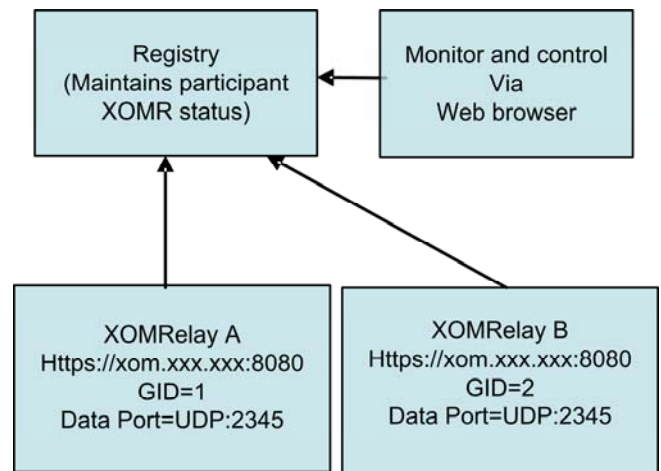 Registry
(Maintains participant
XOMR status)
Monitor and control
Via
Web browser
XOMRelay A
Https://xom.xxx.xxx:8080
GID=1
Data Port=UDP:2345
XOMRelay B
Https://xom.xxx.xxx:8080
GID=2
Data Port=UDP:2345